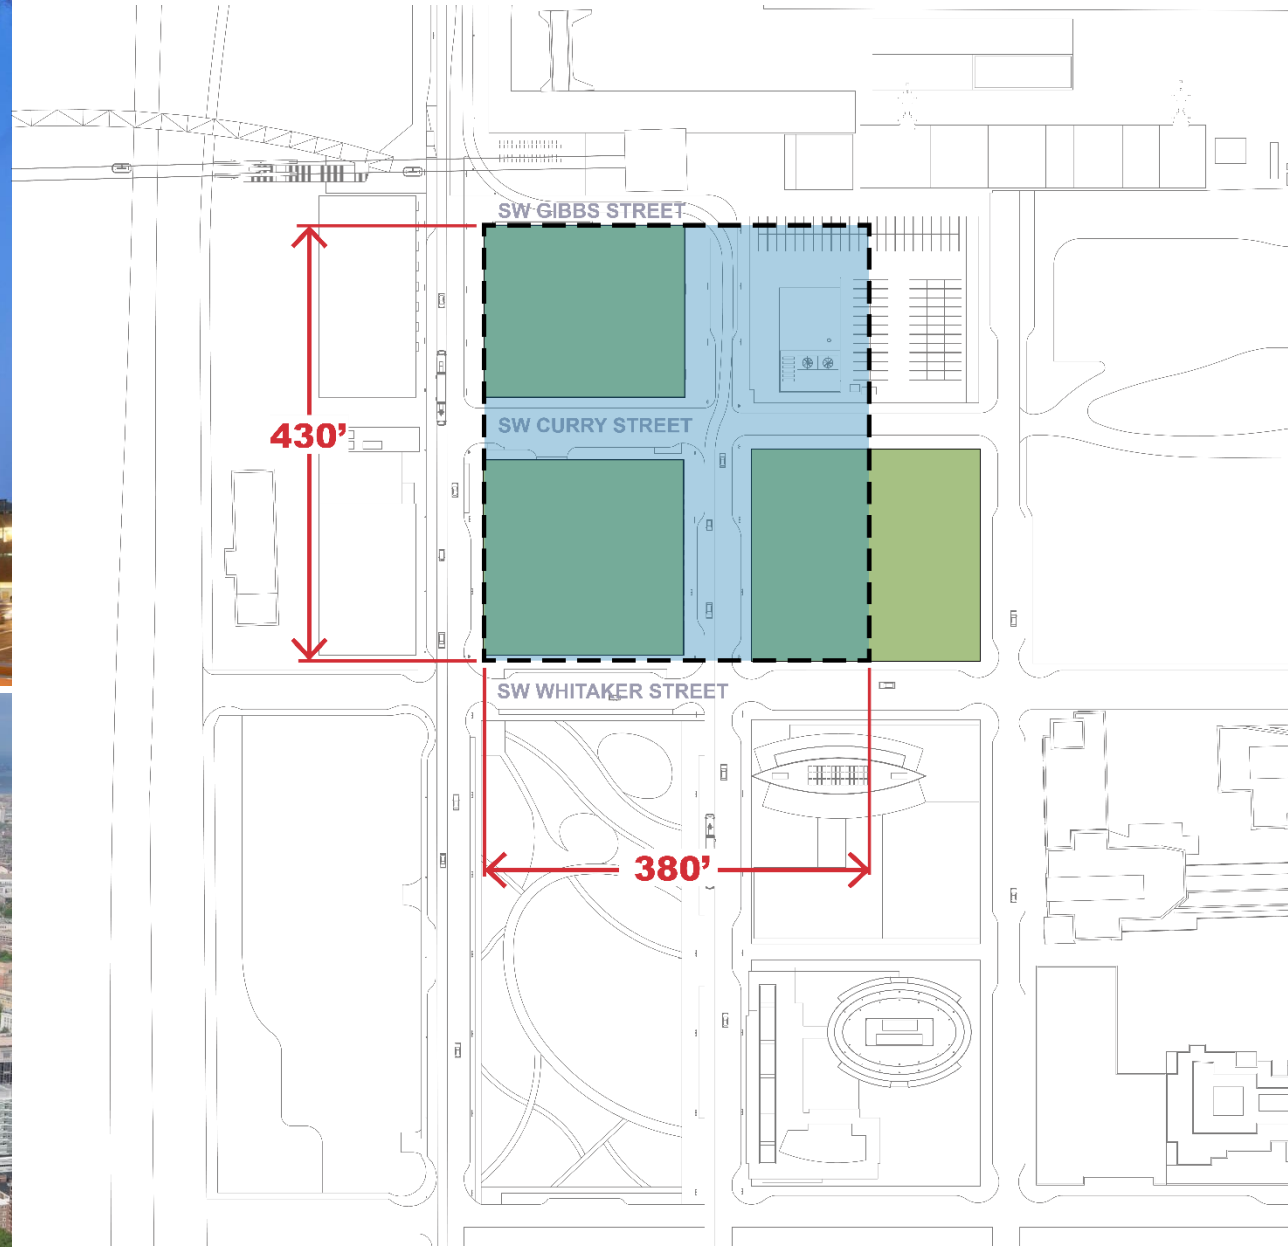 SW GIBBS STREET
SW CURRY STREET
430’
SW WHITAKER STREET
380’